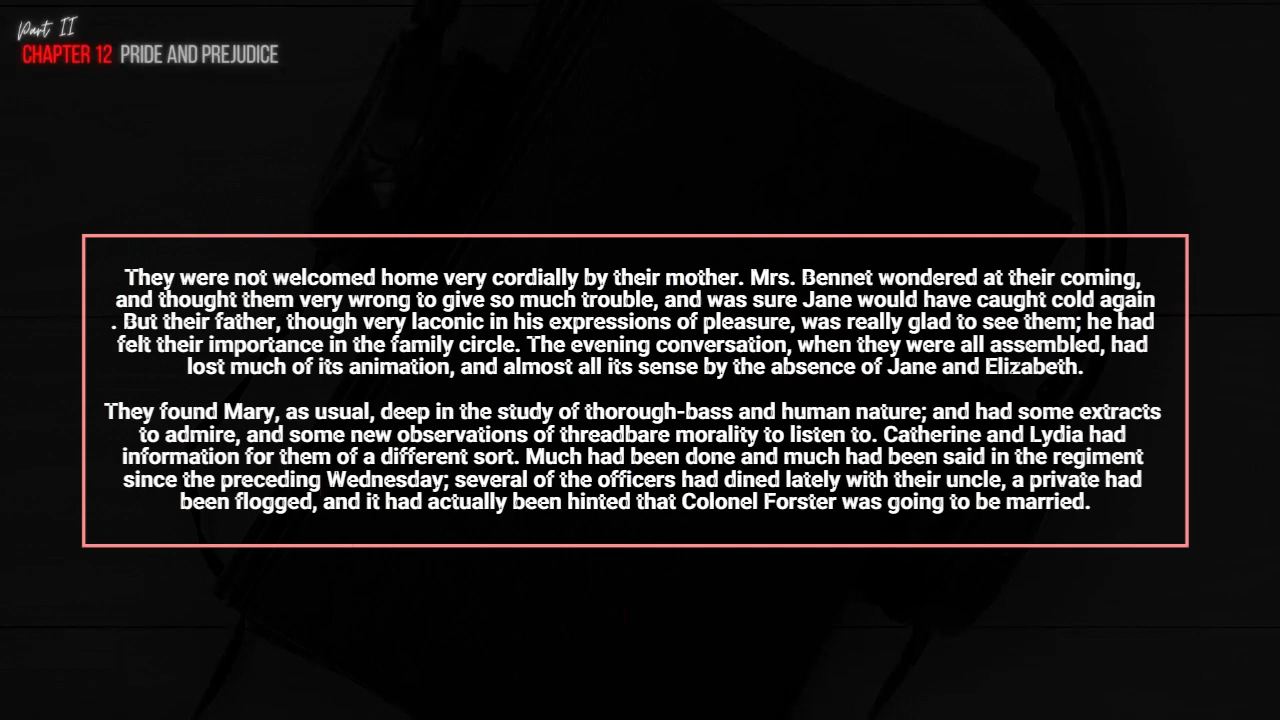 Part II
CHAPTER 12 PRIDE AND PREJUDICE
They were not welcomed home very cordially by their mother. Mrs. Bennet wondered at their coming,
and thought them very wrong to give so much trouble, and was sure Jane would have caught cold again
. But their father, though very laconic in his expressions of pleasure, was really glad to see them; he had
felt their importance in the family circle. The evening conversation, when they were all assembled, had
lost much of its animation, and almost all its sense by the absence of Jane and Elizabeth.
They found Mary, as usual, deep in the study of thorough-bass and human nature; and had some extracts
to admire, and some new observations of threadbare morality to listen to. Catherine and Lydia had
information for them of a different sort. Much had been done and much had been said in the regiment
since the preceding Wednesday; several of the officers had dined lately with their uncle, a private had
been flogged, and it had actually been hinted that Colonel Forster was going to be married.